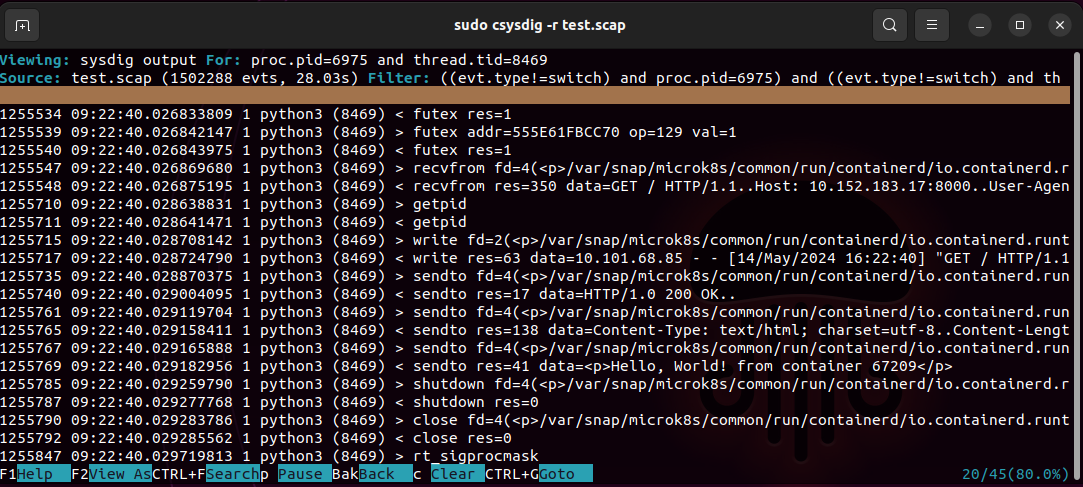 sudo csysdig -r test.scap
Viewing: sysdig output For: proc.pid=6975 and thread.tid=8469
Source: test.scap (1502288 evts, 28.03s) Filter: ((evt.type!=switch) and proc.pid=6975) and ((evt.type!=switch) and th
1255534 09:22:40.026833809 1 python3 (8469) < futex res=1
1255539 09:22:40.026842147 1 python3 (8469) > futex addr=555E61FBCC70 op=129 val=1
1255540 09:22:40.026843975 1 python3 (8469) < futex res=1
1255547 09:22:40.026869680 1 python3 (8469) > recvfrom fd=4(<p>/var/snap/microk8s/common/run/containerd/io.containerd.r
1255548 09:22:40.026875195 1 python3 (8469) < recvfrom res=350 data=GET / HTTP/1.1..Host: 10.152.183.17:8000..User-Agen
1255710 09:22:40.028638831 1 python3 (8469) > getpid
1255711 09:22:40.028641471 1 python3 (8469) < getpid
1255715 09:22:40.028708142 1 python3 (8469) > write fd=2(<p>/var/snap/microk8s/common/run/containerd/io.containerd.runt
1255717 09:22:40.028724790 1 python3 (8469) < write res=63 data=10.101.68.85 - - [14/May/2024 16:22:40] "GET / HTTP/1.1
1255735 09:22:40.028870375 1 python3 (8469) > sendto fd=4(<p>/var/snap/microk8s/common/run/containerd/io.containerd.run
1255740 09:22:40.029004095 1 python3 (8469) < sendto res=17 data=HTTP/1.0 200 OK..
1255761 09:22:40.029119704 1 python3 (8469) > sendto fd=4(<p>/var/snap/microk8s/common/run/containerd/io.containerd.run
1255765 09:22:40.029158411 1 python3 (8469) < sendto res=138 data=Content-Type: text/html; charset=utf-8..Content-Lengt
1255767 09:22:40.029165888 1 python3 (8469) > sendto fd=4(<p>/var/snap/microk8s/common/run/containerd/io.containerd.run
1255769 09:22:40.029182956 1 python3 (8469) < sendto res=41 data=<p>Hello, World! from container 67209</p>
1255785 09:22:40.029259790 1 python3 (8469) > shutdown fd=4(<p>/var/snap/microk8s/common/run/containerd/io.containerd.r
1255787 09:22:40.029277768 1 python3 (8469) < shutdown res=0
1255790 09:22:40.029283786 1 python3 (8469) > close fd=4(<p>/var/snap/microk8s/common/run/containerd/io.containerd.runt
1255792 09:22:40.029285562 1 python3 (8469) < close res=0
1255847 09:22:40.029719813 1 python3 (8469) > rt_sigprocmask
F1Help  F2View AsCTRL+FSearchp Pause BakBack  c Clear CTRL+GGoto 20/45(80.0%)